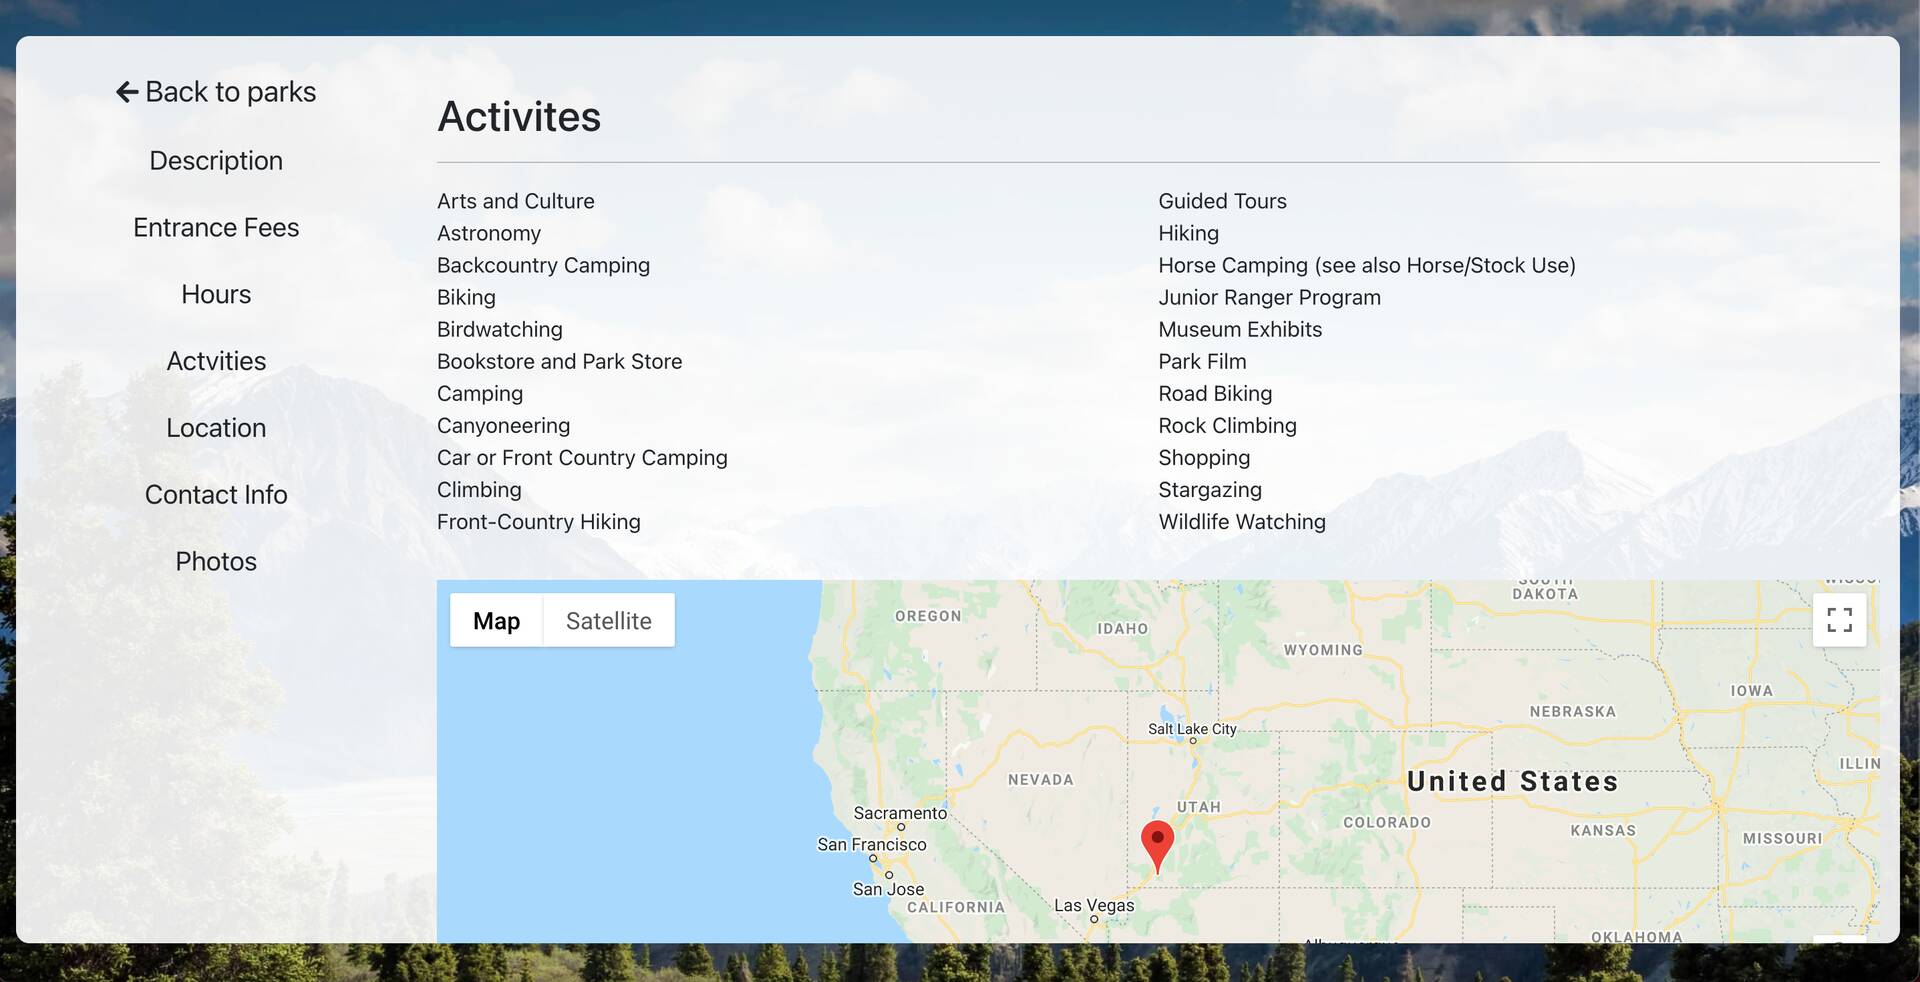 Back to parks
Description
Entrance Fees
Hours
Actvities
Location
Contact Info
Photos
Activites
Arts and Culture
Astronomy
Backcountry Camping
Biking
Birdwatching
Bookstore and Park Store
Camping
Canyoneering
Car or Front Country Camping
Climbing
Front-Country Hiking
Guided Tours
Hiking
Horse Camping (see also Horse/Stock Use)
Junior Ranger Program
Museum Exhibits
Park Film
Road Biking
Rock Climbing
Shopping
Stargazing
Wildlife Watching
Map
Satellite
OREGON
IDAHO
WYOMING
SOUTH
DAKOTA
IOWA
NEBRASKA
Salt Lake City
NEVADA
UTAH
United States
ILLIN
COLORADO
KANSAS
MISSOURI
Sacramento
San Francisco
San Jose
CALIFORNIA
Las Vegas
OKLAHOMA